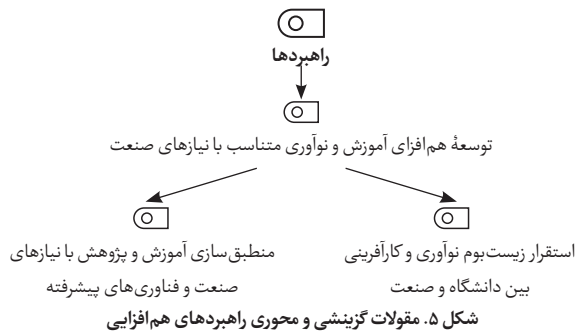 راهبردها
توسعهٔ هم‌افزای آموزش و نوآوری متناسب با نیازهای صنعت
استقرار زیست‌بوم نوآوری و کارآفرینی
بین دانشگاه و صنعت
منطبق‌سازی آموزش و پژوهش با نیازهای
صنعت و فناوری‌های پیشرفته
شکل ۵. مقولات گزینشی و محوری راهبردهای هم‌افزایی